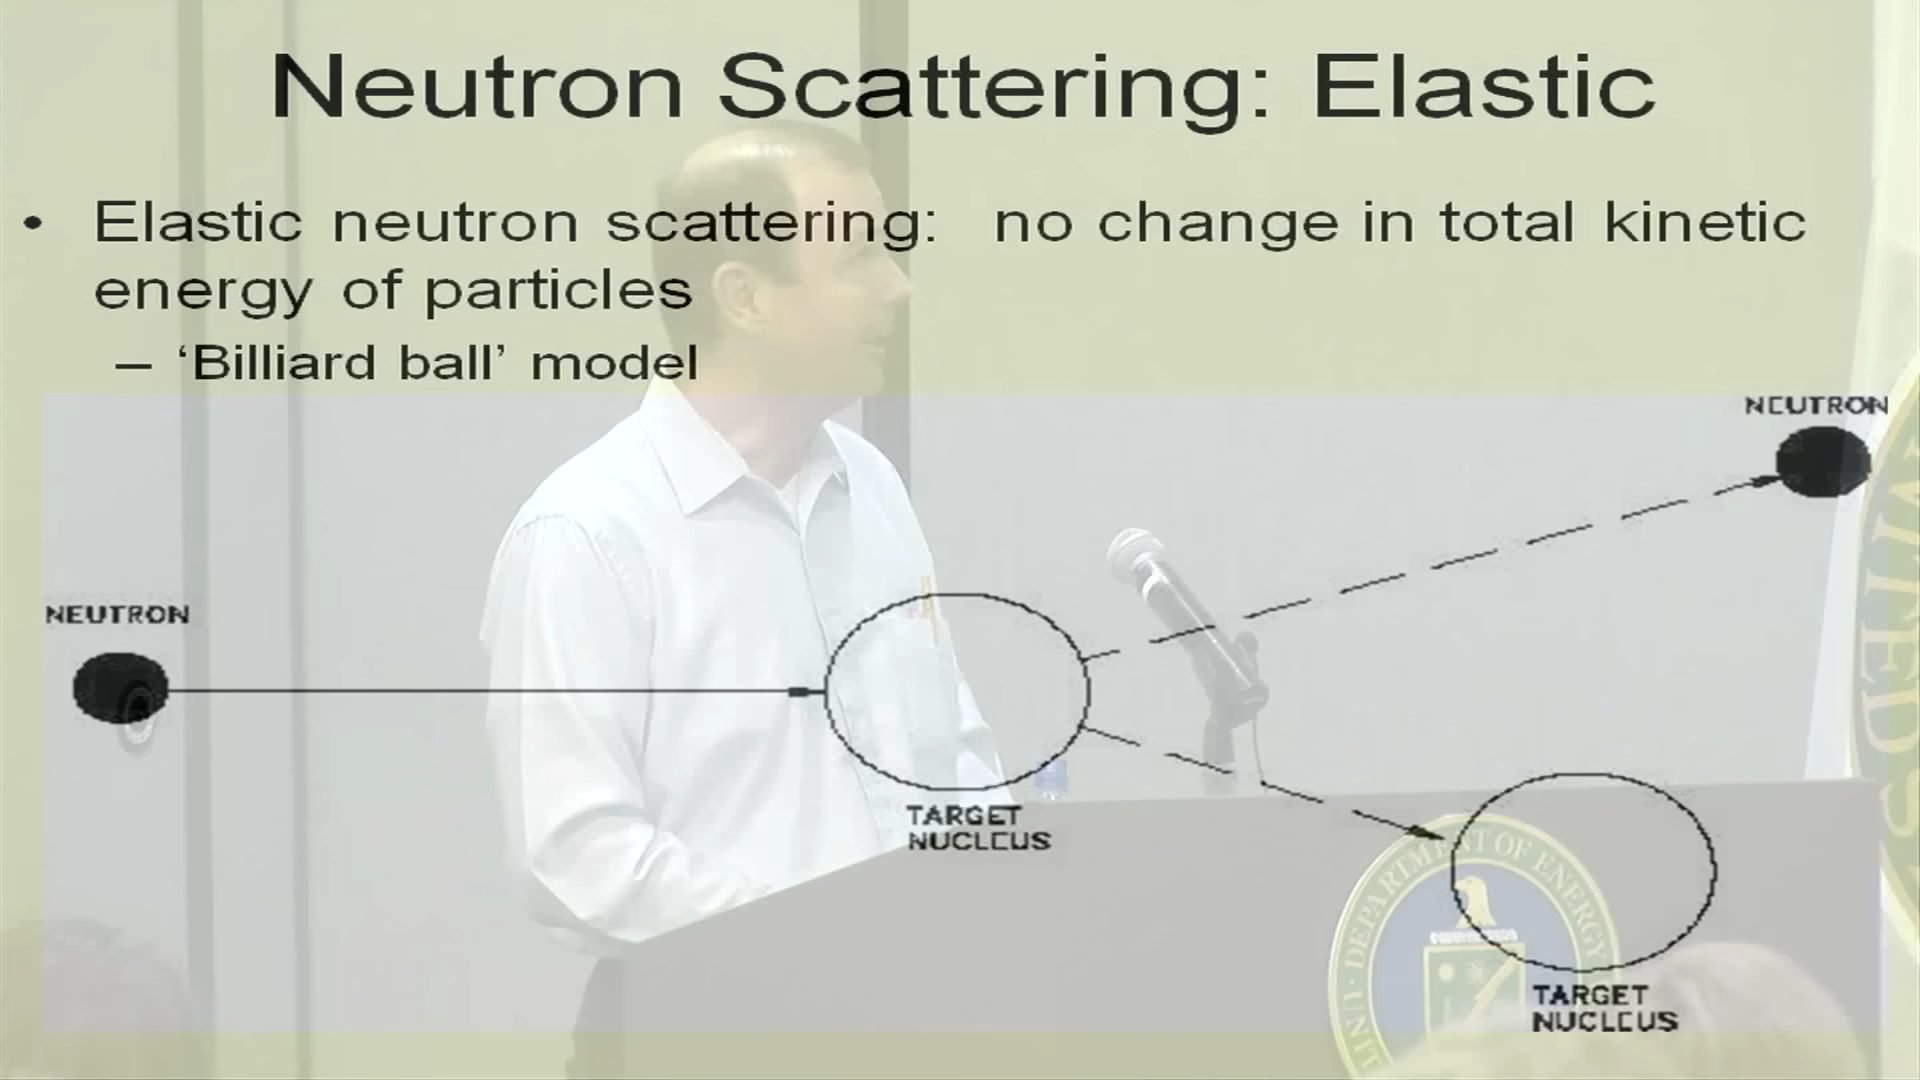 Neutron Scattering: Elastic
• Elastic neutron scattering: no change in total kinetic
energy of particles
– ‘Billiard ball’ model
NEUTRON
NEUTRON
TARGET
NUCLEUS
DEPARTMENT OF ENERGY
TARGET
NUCLEUS